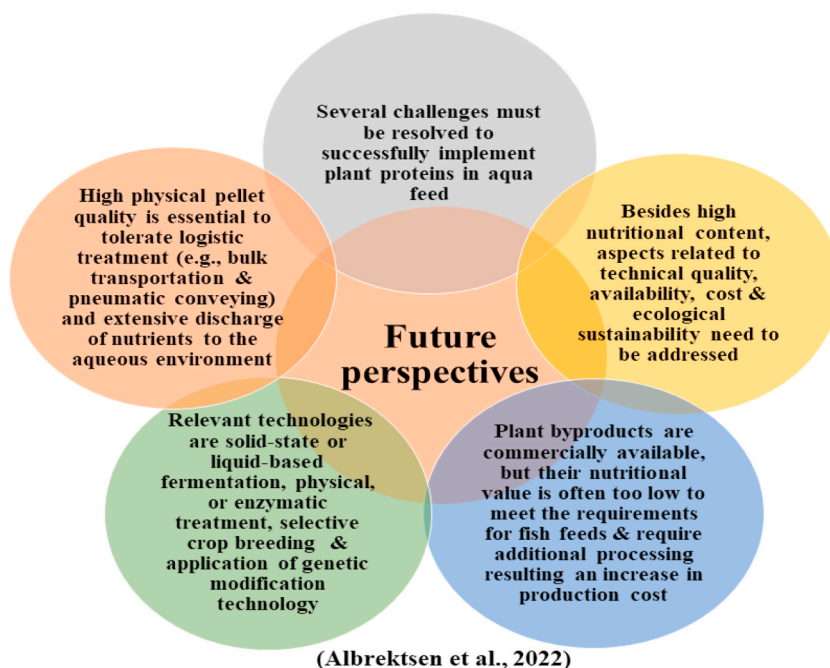 Several challenges must
be resolved to
successfully implement
plant proteins in aqua
feed
High physical pellet
quality is essential to
tolerate logistic
treatment (e.g., bulk
transportation &
pneumatic conveying)
and extensive discharge
of nutrients to the
aqueous environment
Besides high
nutritional content,
aspects related to
technical quality,
availability, cost &
ecological
sustainability need to
be addressed
Future
perspectives
Relevant technologies
are solid-state or
liquid-based
fermentation, physical,
or enzymatic
treatment, selective
crop breeding &
application of genetic
modification
technology
Plant byproducts are
commercially available,
but their nutritional
value is often too low to
meet the requirements
for fish feeds & require
additional processing
resulting an increase in
production cost
(Albrektsen et al., 2022)